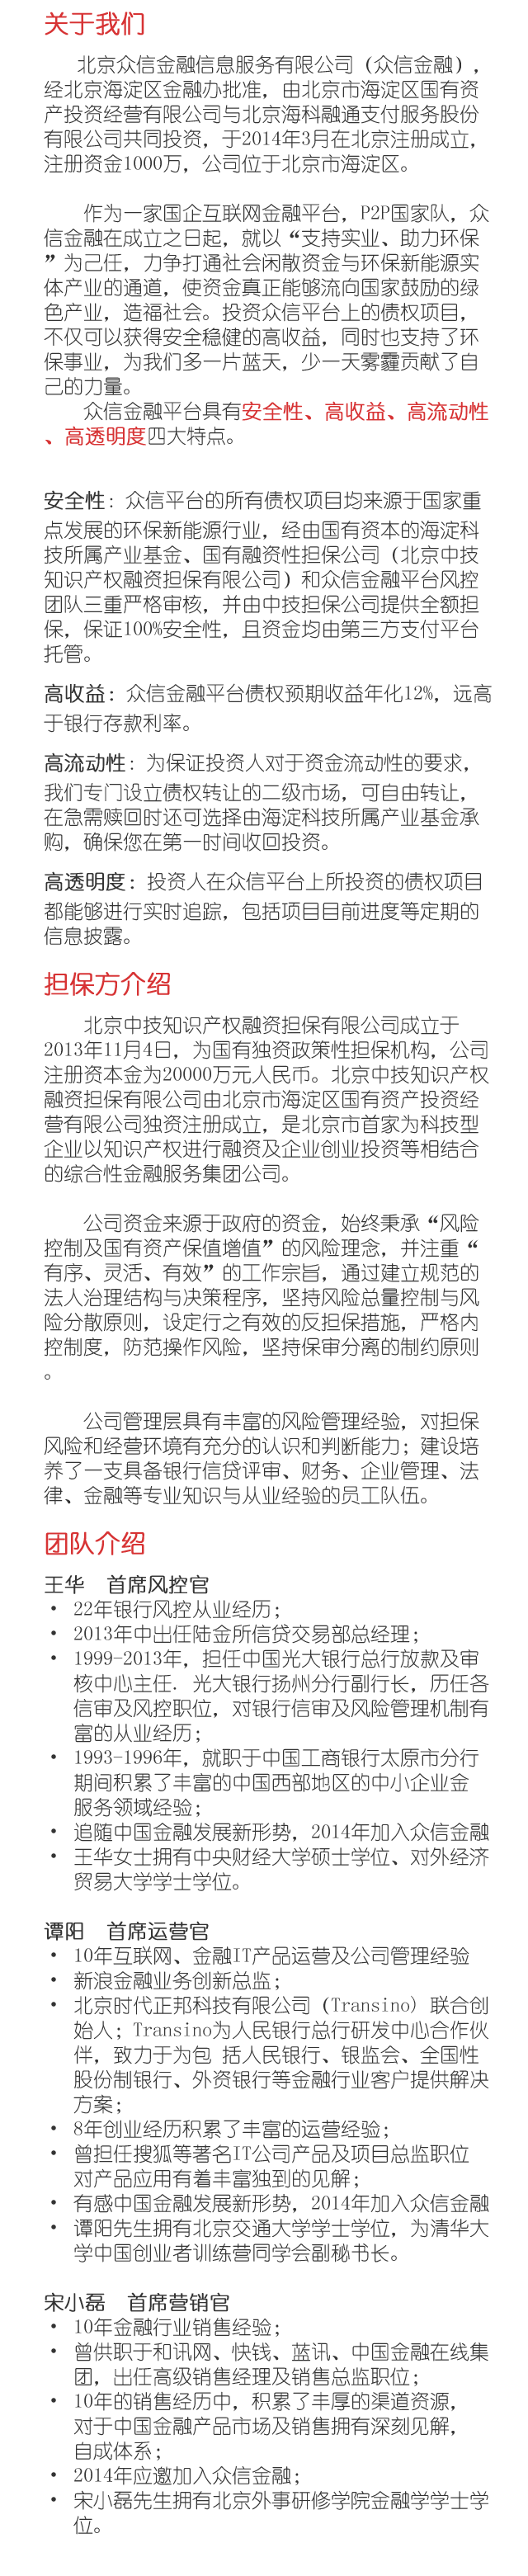 关于我们
北京众信金融信息服务有限公司（众信金融），
经北京海淀区金融办批准，由北京市海淀区国有资
产投资经营有限公司与北京海科融通支付服务股份
有限公司共同投资，于2014年3月在北京注册成立，
注册资金1000万，公司位于北京市海淀区。
作为一家国企互联网金融平台，P2P国家队，众
信金融在成立之日起，就以“支持实业、助力环保
”为己任，力争打通社会闲散资金与环保新能源实
体产业的通道，使资金真正能够流向国家鼓励的绿
色产业，造福社会。投资众信平台上的债权项目，
不仅可以获得安全稳健的高收益，同时也支持了环
保事业，为我们多一片蓝天，少一天雾霾贡献了自
己的力量。
众信金融平台具有安全性、高收益、高流动性
、高透明度四大特点。
安全性：众信平台的所有债权项目均来源于国家重
点发展的环保新能源行业，经由国有资本的海淀科
技所属产业基金、国有融资性担保公司（北京中技
知识产权融资担保有限公司）和众信金融平台风控
团队三重严格审核，并由中技担保公司提供全额担
保，保证100%安全性，且资金均由第三方支付平台
托管。
高收益：众信金融平台债权预期收益年化12%，远高
于银行存款利率。
高流动性：为保证投资人对于资金流动性的要求，
我们专门设立债权转让的二级市场，可自由转让，
在急需赎回时还可选择由海淀科技所属产业基金承
购，确保您在第一时间收回投资。
高透明度：投资人在众信平台上所投资的债权项目
都能够进行实时追踪，包括项目目前进度等定期的
信息披露。
担保方介绍
北京中技知识产权融资担保有限公司成立于
2013年11月4日，为国有独资政策性担保机构，公司
注册资本金为20000万元人民币。北京中技知识产权
融资担保有限公司由北京市海淀区国有资产投资经
营有限公司独资注册成立，是北京市首家为科技型
企业以知识产权进行融资及企业创业投资等相结合
的综合性金融服务集团公司。
公司资金来源于政府的资金，始终秉承“风险
控制及国有资产保值增值”的风险理念，并注重“
有序、灵活、有效”的工作宗旨，通过建立规范的
法人治理结构与决策程序，坚持风险总量控制与风
险分散原则，设定行之有效的反担保措施，严格内
控制度，防范操作风险，坚持保审分离的制约原则
。
公司管理层具有丰富的风险管理经验，对担保
风险和经营环境有充分的认识和判断能力；建设培
养了一支具备银行信贷评审、财务、企业管理、法
律、金融等专业知识与从业经验的员工队伍。
团队介绍
王华　首席风控官
• 22年银行风控从业经历；
• 2013年中出任陆金所信贷交易部总经理；
• 1999-2013年，担任中国光大银行总行放款及审
核中心主任. 光大银行扬州分行副行长，历任各
信审及风控职位，对银行信审及风险管理机制有
富的从业经历；
• 1993-1996年，就职于中国工商银行太原市分行
期间积累了丰富的中国西部地区的中小企业金
服务领域经验；
• 追随中国金融发展新形势，2014年加入众信金融
• 王华女士拥有中央财经大学硕士学位、对外经济
贸易大学学士学位。
谭阳　首席运营官
• 10年互联网、金融IT产品运营及公司管理经验
• 新浪金融业务创新总监；
• 北京时代正邦科技有限公司（Transino）联合创
始人；Transino为人民银行总行研发中心合作伙
伴，致力于为包 括人民银行、银监会、全国性
股份制银行、外资银行等金融行业客户提供解决
方案；
• 8年创业经历积累了丰富的运营经验；
• 曾担任搜狐等著名IT公司产品及项目总监职位
对产品应用有着丰富独到的见解；
• 有感中国金融发展新形势，2014年加入众信金融
• 谭阳先生拥有北京交通大学学士学位，为清华大
学中国创业者训练营同学会副秘书长。
宋小磊　首席营销官
• 10年金融行业销售经验；
• 曾供职于和讯网、快钱、蓝讯、中国金融在线集
团，出任高级销售经理及销售总监职位；
• 10年的销售经历中，积累了丰厚的渠道资源，
对于中国金融产品市场及销售拥有深刻见解，
自成体系；
• 2014年应邀加入众信金融；
• 宋小磊先生拥有北京外事研修学院金融学学士学
位。